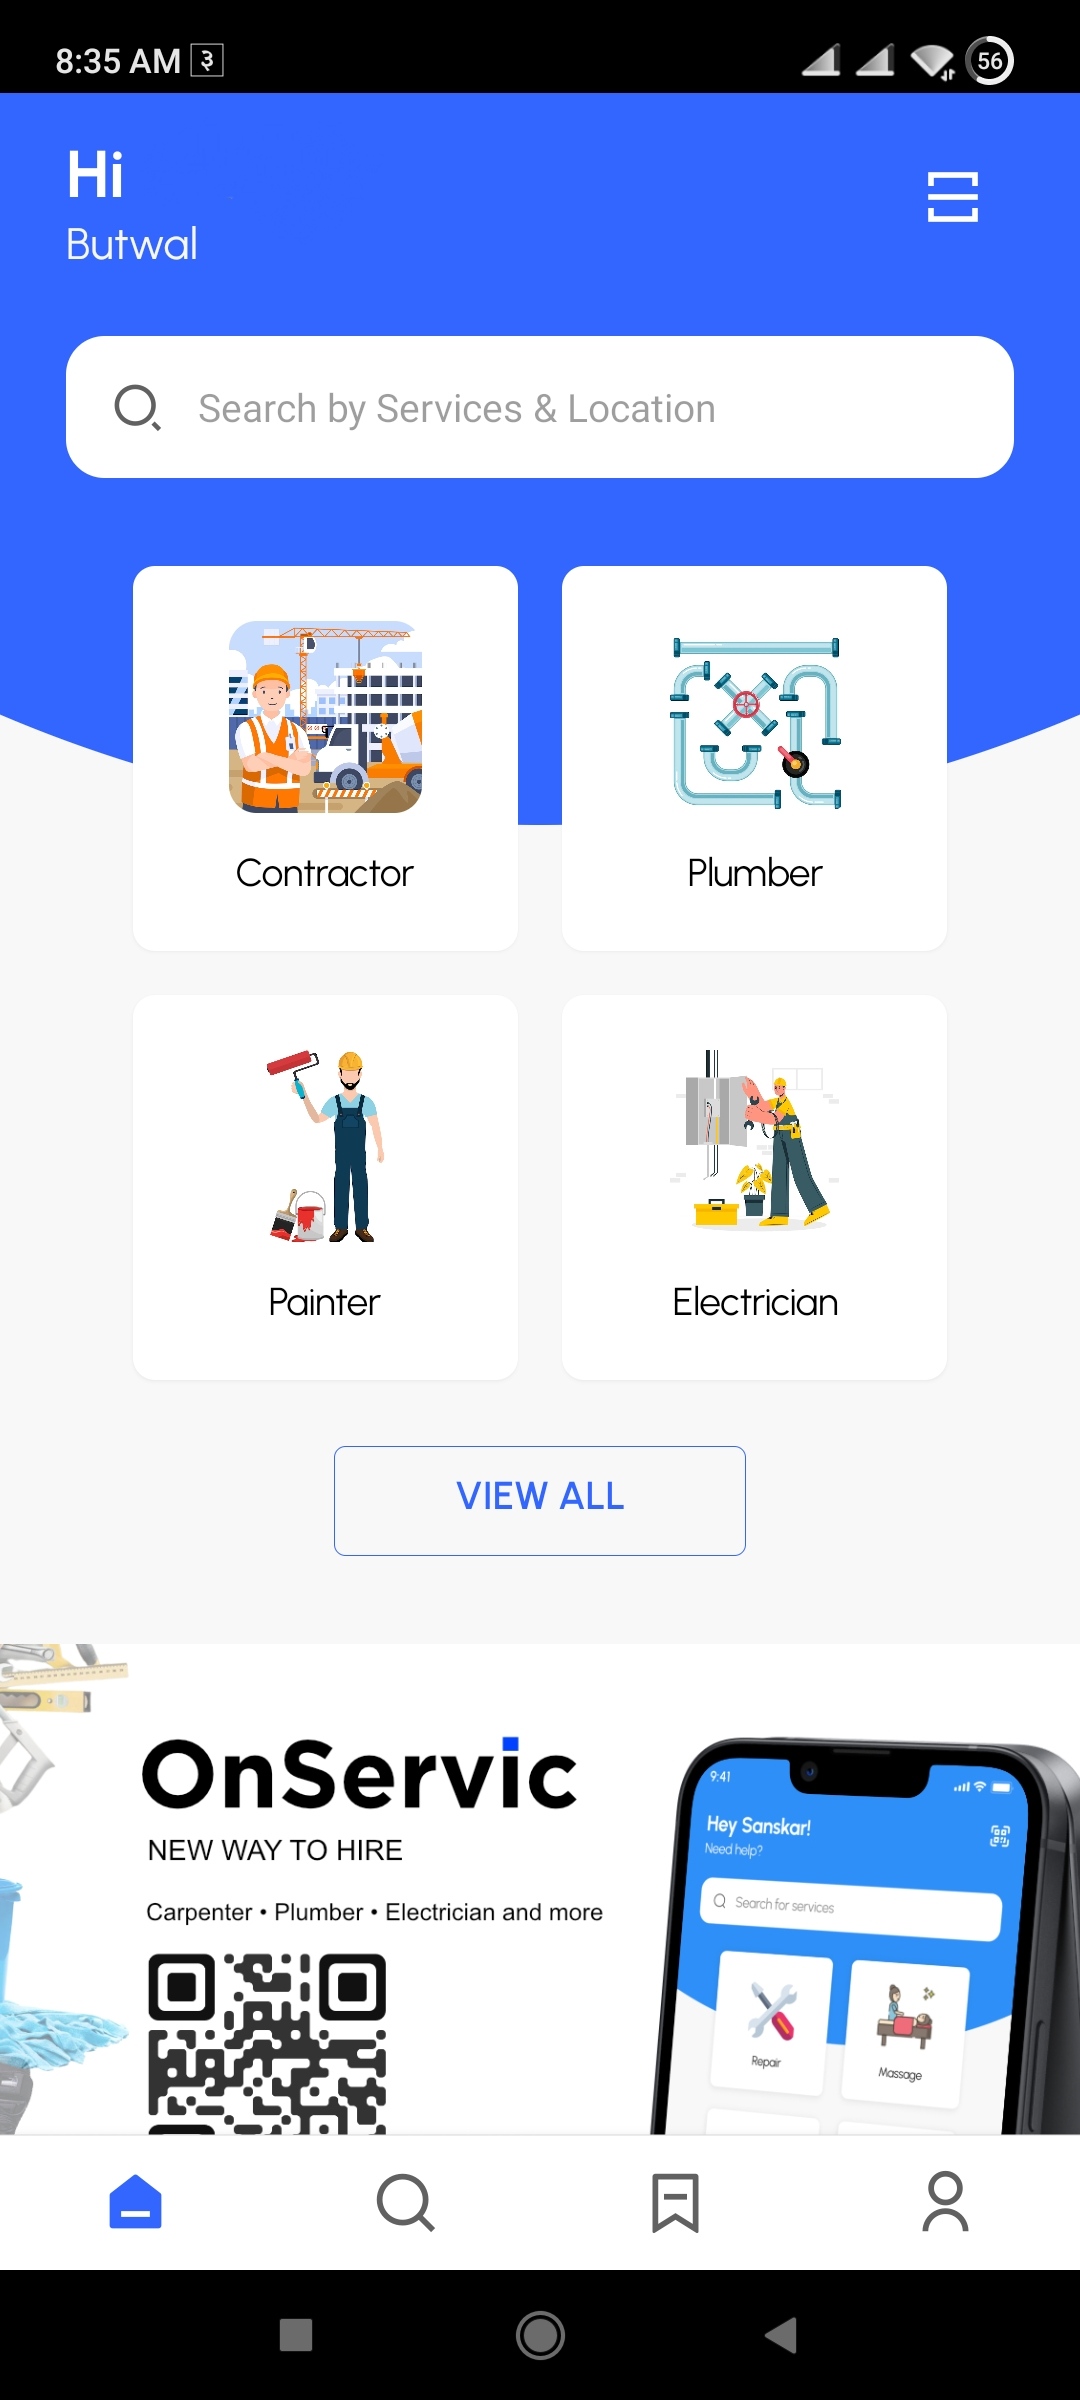 8:35 AM ३
56
Hi
Butwal
Search by Services & Location
Contractor
Plumber
Painter
Electrician
VIEW ALL
OnServic
NEW WAY TO HIRE
Carpenter • Plumber • Electrician and more
9:41
Hey Sanskar!
Need help?
Search for services
Repair
Massage